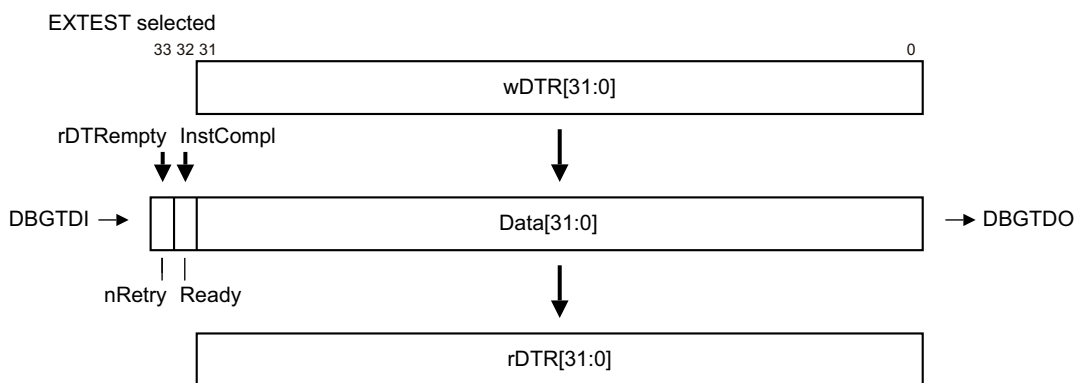 EXTEST selected
33 32 31 0
wDTR[31:0]
rDTRempty InstCompl
DBGTDI Data[31:0] DBGTDO
nRetry Ready
rDTR[31:0]